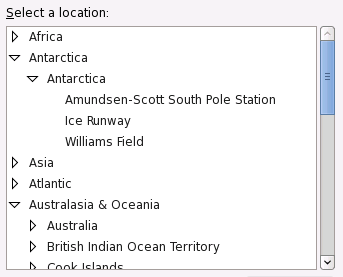 Select a location:
Africa
Antarctica
Antarctica
Amundsen-Scott South Pole Station
Ice Runway
Williams Field
Asia
Atlantic
Australasia & Oceania
Australia
British Indian Ocean Territory
Cook Islands